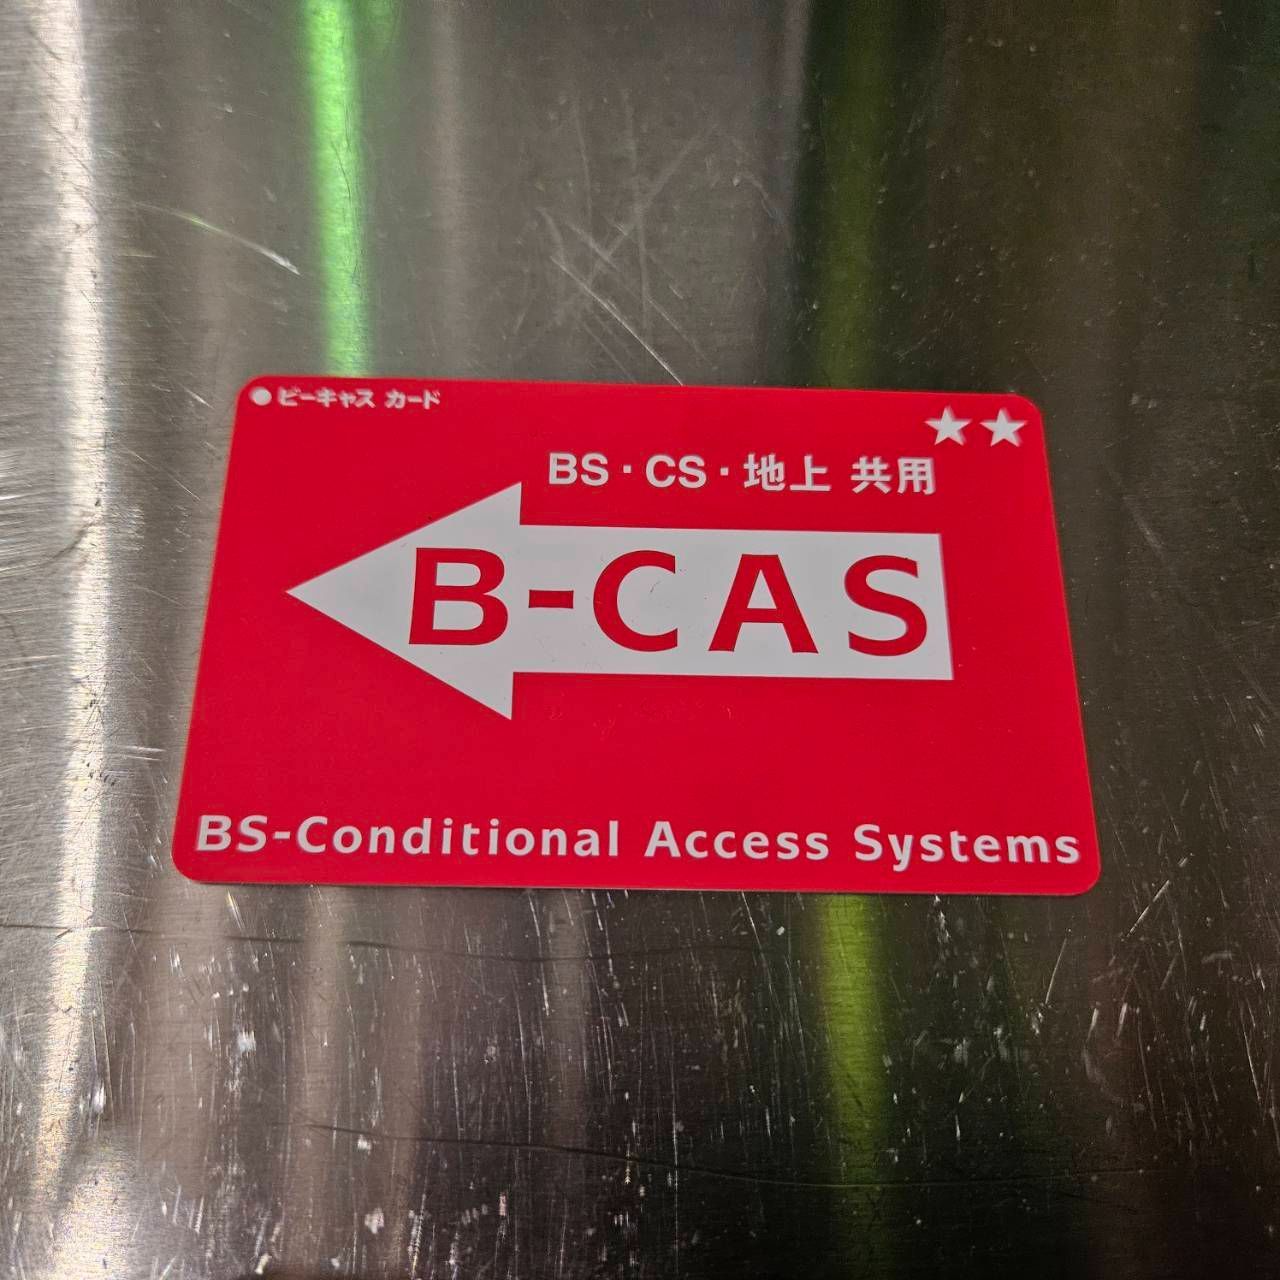 ●ビーキャス カード
★★
BS・CS・地上 共用
B-CAS
BS-Conditional Access Systems